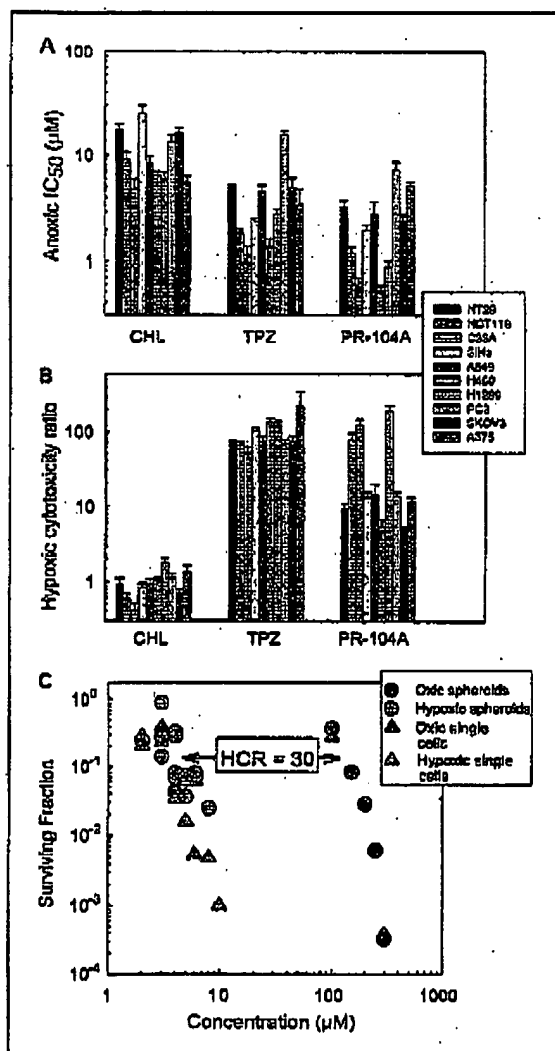 A
100
10
1
Anoxic IC50 (µM)
CHL TPZ PR-104A
HT29
HCT116
C33A
SiHa
A549
H460
H1299
PC3
SKOV3
A375
B
100
10
1
Hypoxic cytotoxicity ratio
CHL TPZ PR-104A
C
10^0
10^-1
10^-2
10^-3
10^-4
Surviving Fraction
HCR = 30
Oxic spheroids
Hypoxic spheroids
Oxic single
cells
Hypoxic single
cells
1 10 100 1000
Concentration (µM)